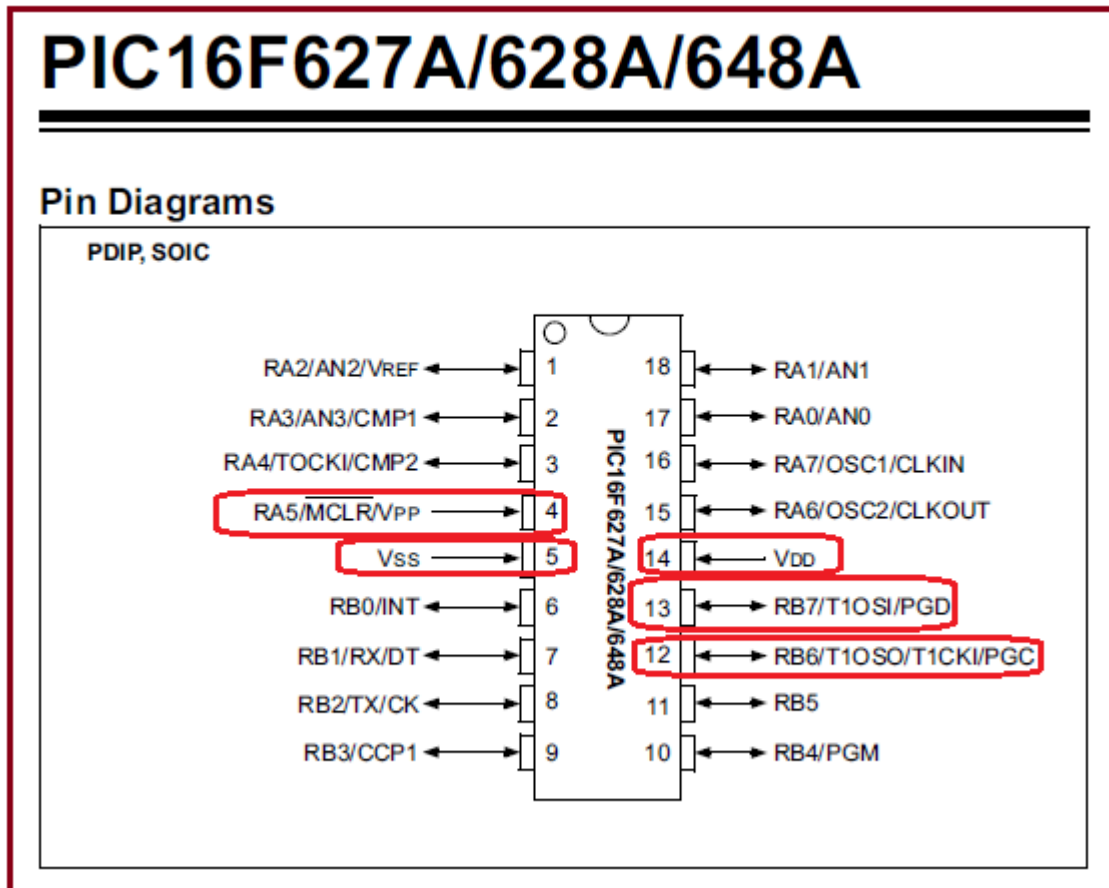 PIC16F627A/628A/648A
Pin Diagrams
PDIP, SOIC
RA2/AN2/VREF 1 18 RA1/AN1
RA3/AN3/CMP1 2 17 RA0/AN0
RA4/TOCKI/CMP2 3 16 RA7/OSC1/CLKIN
RA5/MCLR/VPP 4 15 RA6/OSC2/CLKOUT
VSS 5 14 VDD
RB0/INT 6 13 RB7/T1OSI/PGD
RB1/RX/DT 7 12 RB6/T1OSO/T1CKI/PGC
RB2/TX/CK 8 11 RB5
RB3/CCP1 9 10 RB4/PGM
PIC16F627A/628A/648A